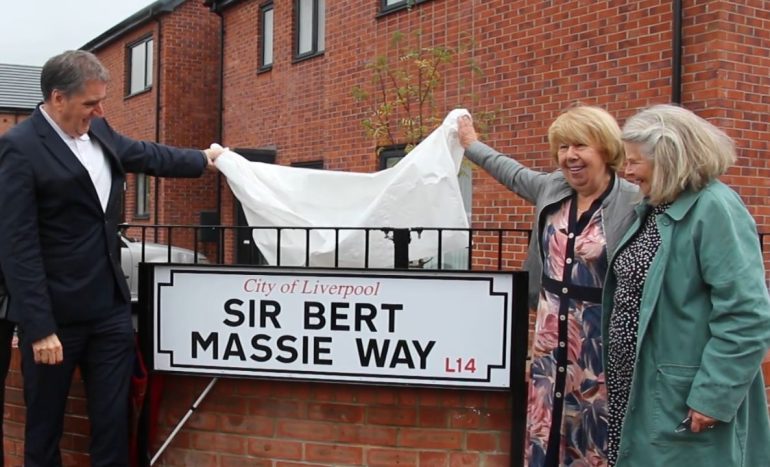 City of Liverpool
SIR BERT
MASSIE WAY L14